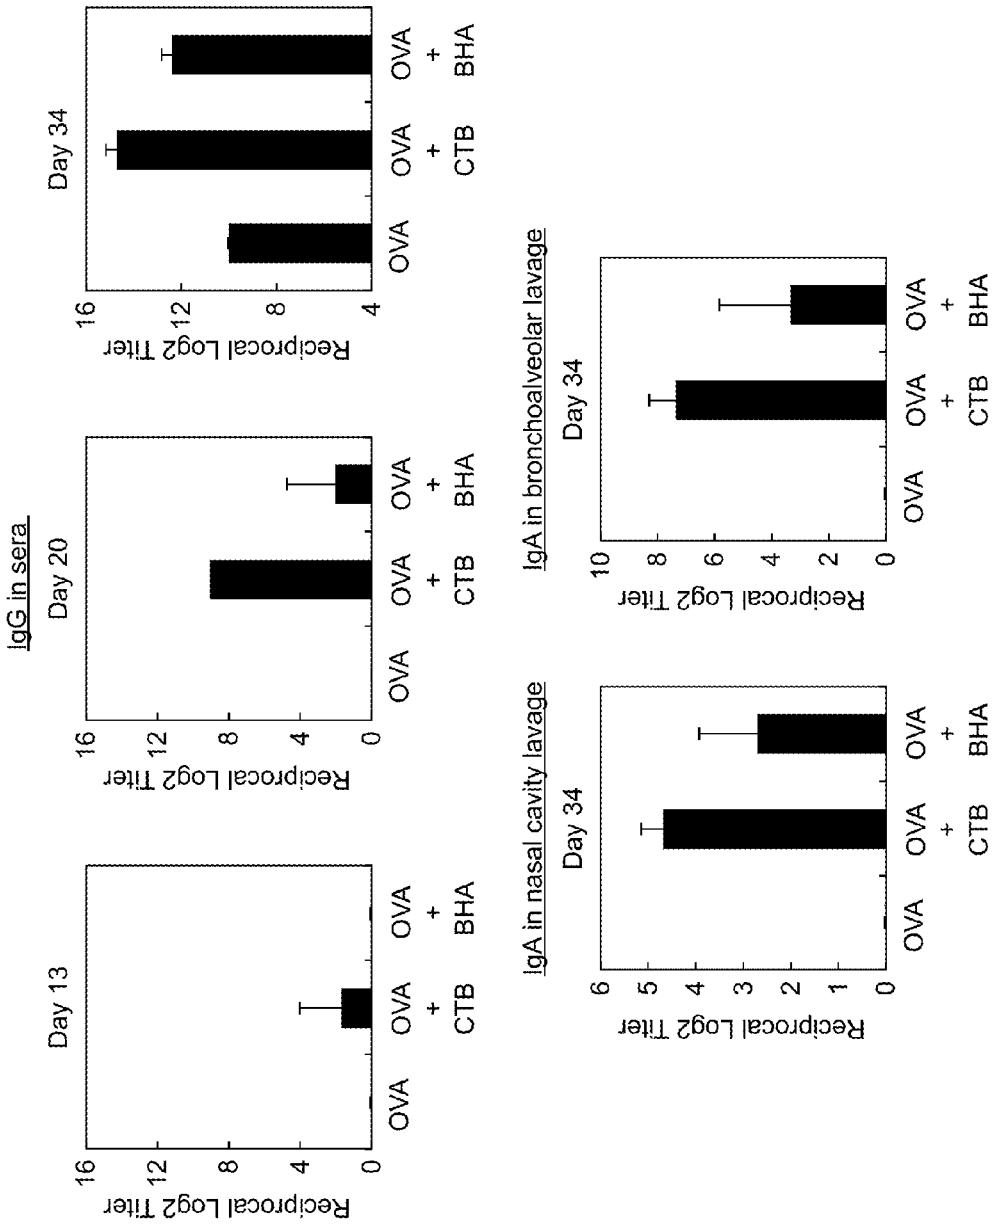 IgG in sera
Day 13
Reciprocal Log2 Titer
16
12
8
4
0
OVA
OVA
+
CTB
OVA
+
BHA
Day 20
Reciprocal Log2 Titer
16
12
8
4
0
OVA
OVA
+
CTB
OVA
+
BHA
Day 34
Reciprocal Log2 Titer
16
12
8
4
OVA
OVA
+
CTB
OVA
+
BHA
IgA in nasal cavity lavage
Day 34
Reciprocal Log2 Titer
6
5
4
3
2
1
0
OVA
OVA
+
CTB
OVA
+
BHA
IgA in bronchoalveolar lavage
Day 34
Reciprocal Log2 Titer
10
8
6
4
2
0
OVA
OVA
+
CTB
OVA
+
BHA